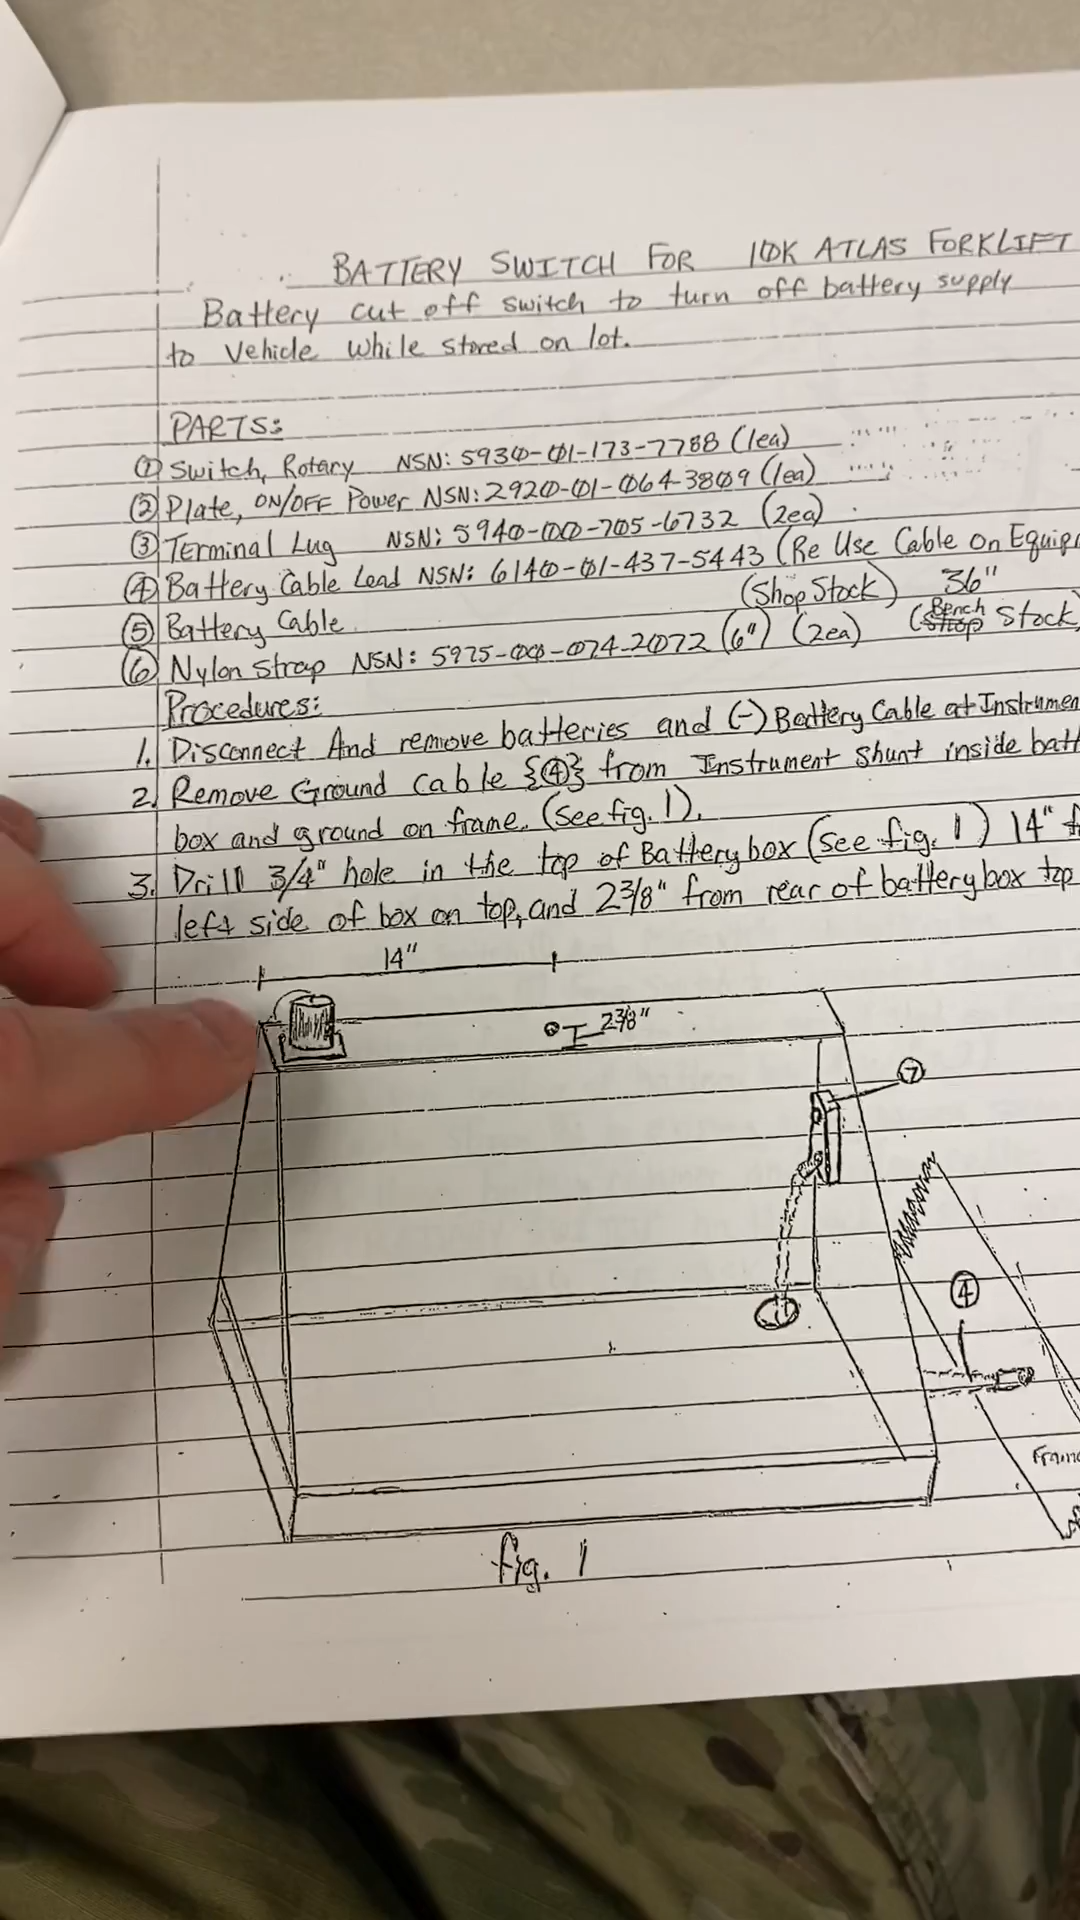 BATTERY SWITCH FOR 10K ATLAS FORKLIFT
Battery cut off switch to turn off battery supply
to vehicle while stored on lot.
PARTS:
① Switch, Rotary NSN: 5930-01-173-7788 (1ea)
② Plate, ON/OFF Power NSN: 2920-01-064-3809 (1ea)
③ Terminal Lug NSN: 5940-00-705-6732 (2ea)
④ Battery Cable Lead NSN: 6140-01-437-5443 (Re Use Cable on Equip
⑤ Battery Cable (Shop Stock) 36"
⑥ Nylon Strap NSN: 5975-00-074-2072 (6") (2ea) (Bench Stock
Procedures:
1. Disconnect And remove batteries and (-) Battery Cable at Instrumen
2. Remove Ground Cable {④} from Instrument Shunt inside batt
box and ground on frame. (See fig. 1).
3. Drill 3/4" hole in the top of Battery box (see fig. 1) 14" f
left side of box on top, and 2 3/8" from rear of battery box top
14"
2 3/8"
⑦
④
Frame
fig. 1